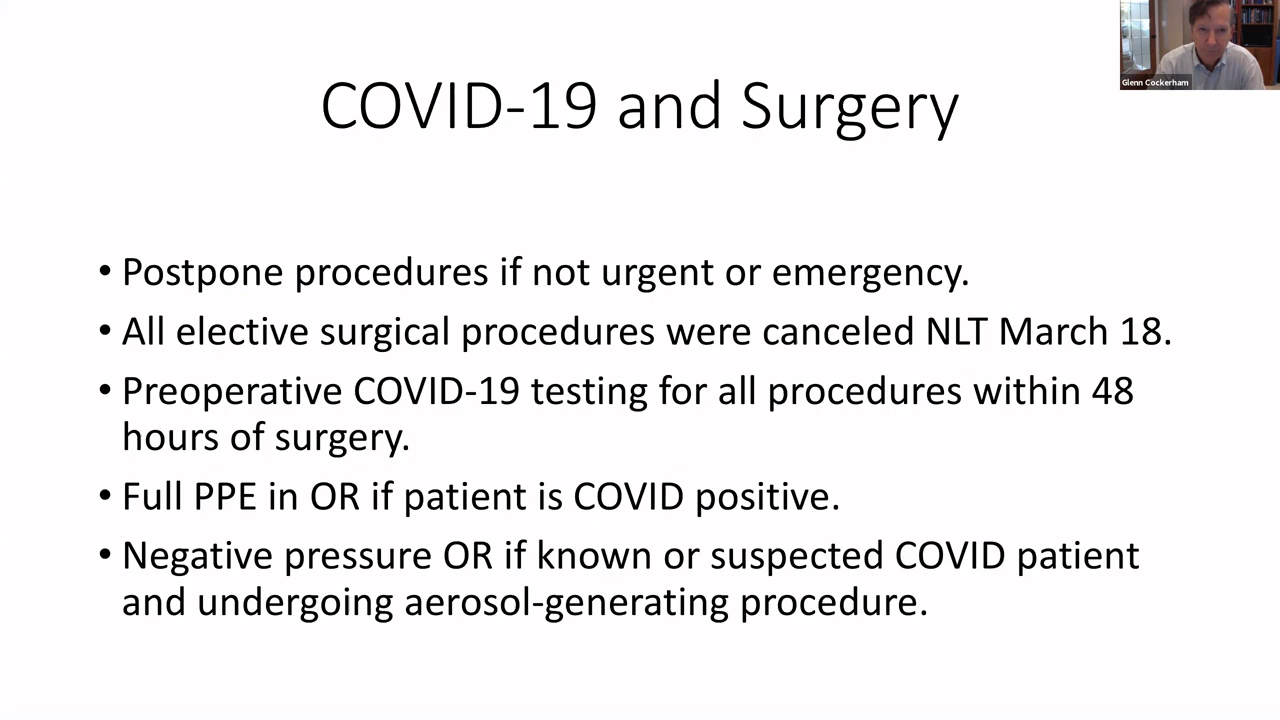 Glenn Cockerham
COVID-19 and Surgery
• Postpone procedures if not urgent or emergency.
• All elective surgical procedures were canceled NLT March 18.
• Preoperative COVID-19 testing for all procedures within 48
hours of surgery.
• Full PPE in OR if patient is COVID positive.
• Negative pressure OR if known or suspected COVID patient
and undergoing aerosol-generating procedure.